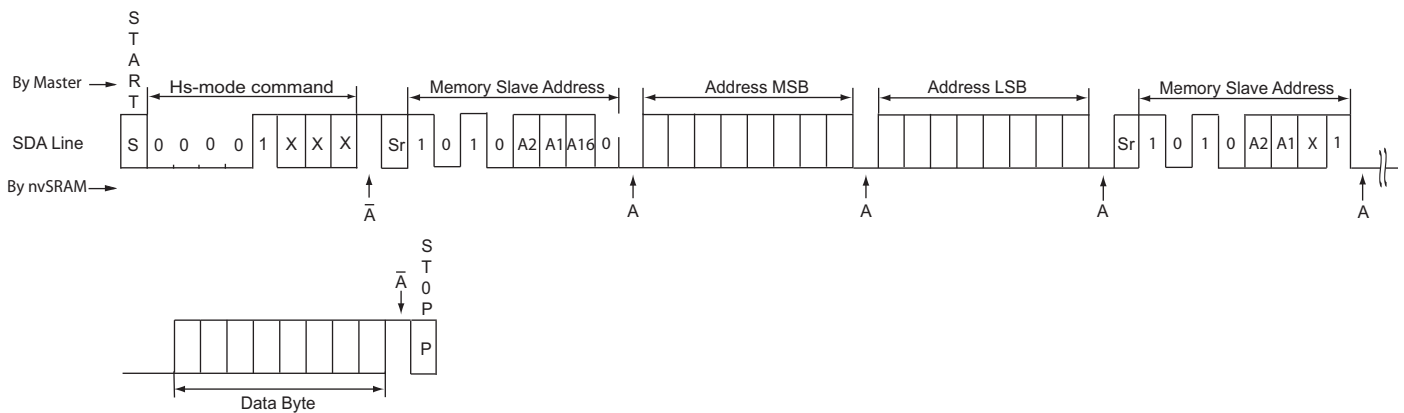 START
By Master
Hs-mode command
Memory Slave Address
Address MSB
Address LSB
Memory Slave Address
SDA Line
S 0 0 0 0 1 X X X Sr 1 0 1 0 A2 A1 A16 0 Sr 1 0 1 0 A2 A1 X 1
By nvSRAM
A̅ A A A A
A̅
ST0P
P
Data Byte